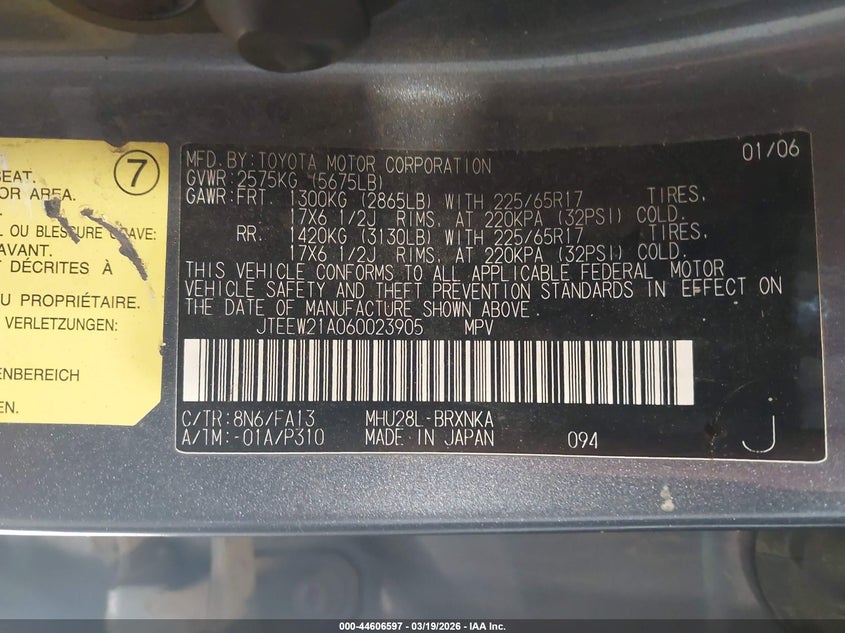 7
SEAT.
OR AREA.
L OU BLESSURE GRAVE:
AVANT.
T DÉCRITES À
U PROPRIÉTAIRE.
VERLETZUNGEN:
ENBEREICH
EN.
MFD. BY: TOYOTA MOTOR CORPORATION 01/06
GVWR: 2575KG (5675LB)
GAWR: FRT. 1300KG (2865LB) WITH 225/65R17 TIRES,
17X6 1/2J RIMS, AT 220KPA (32PSI) COLD.
RR. 1420KG (3130LB) WITH 225/65R17 TIRES,
17X6 1/2J RIMS, AT 220KPA (32PSI) COLD.
THIS VEHICLE CONFORMS TO ALL APPLICABLE FEDERAL MOTOR
VEHICLE SAFETY AND THEFT PREVENTION STANDARDS IN EFFECT ON
THE DATE OF MANUFACTURE SHOWN ABOVE.
JTEEW21A060023905 MPV
C/TR: 8N6/FA13 MHU28L-BRXNKA
A/TM: -01A/P310 MADE IN JAPAN 094 J
000-44606597 - 03/19/2026 - IAA Inc.